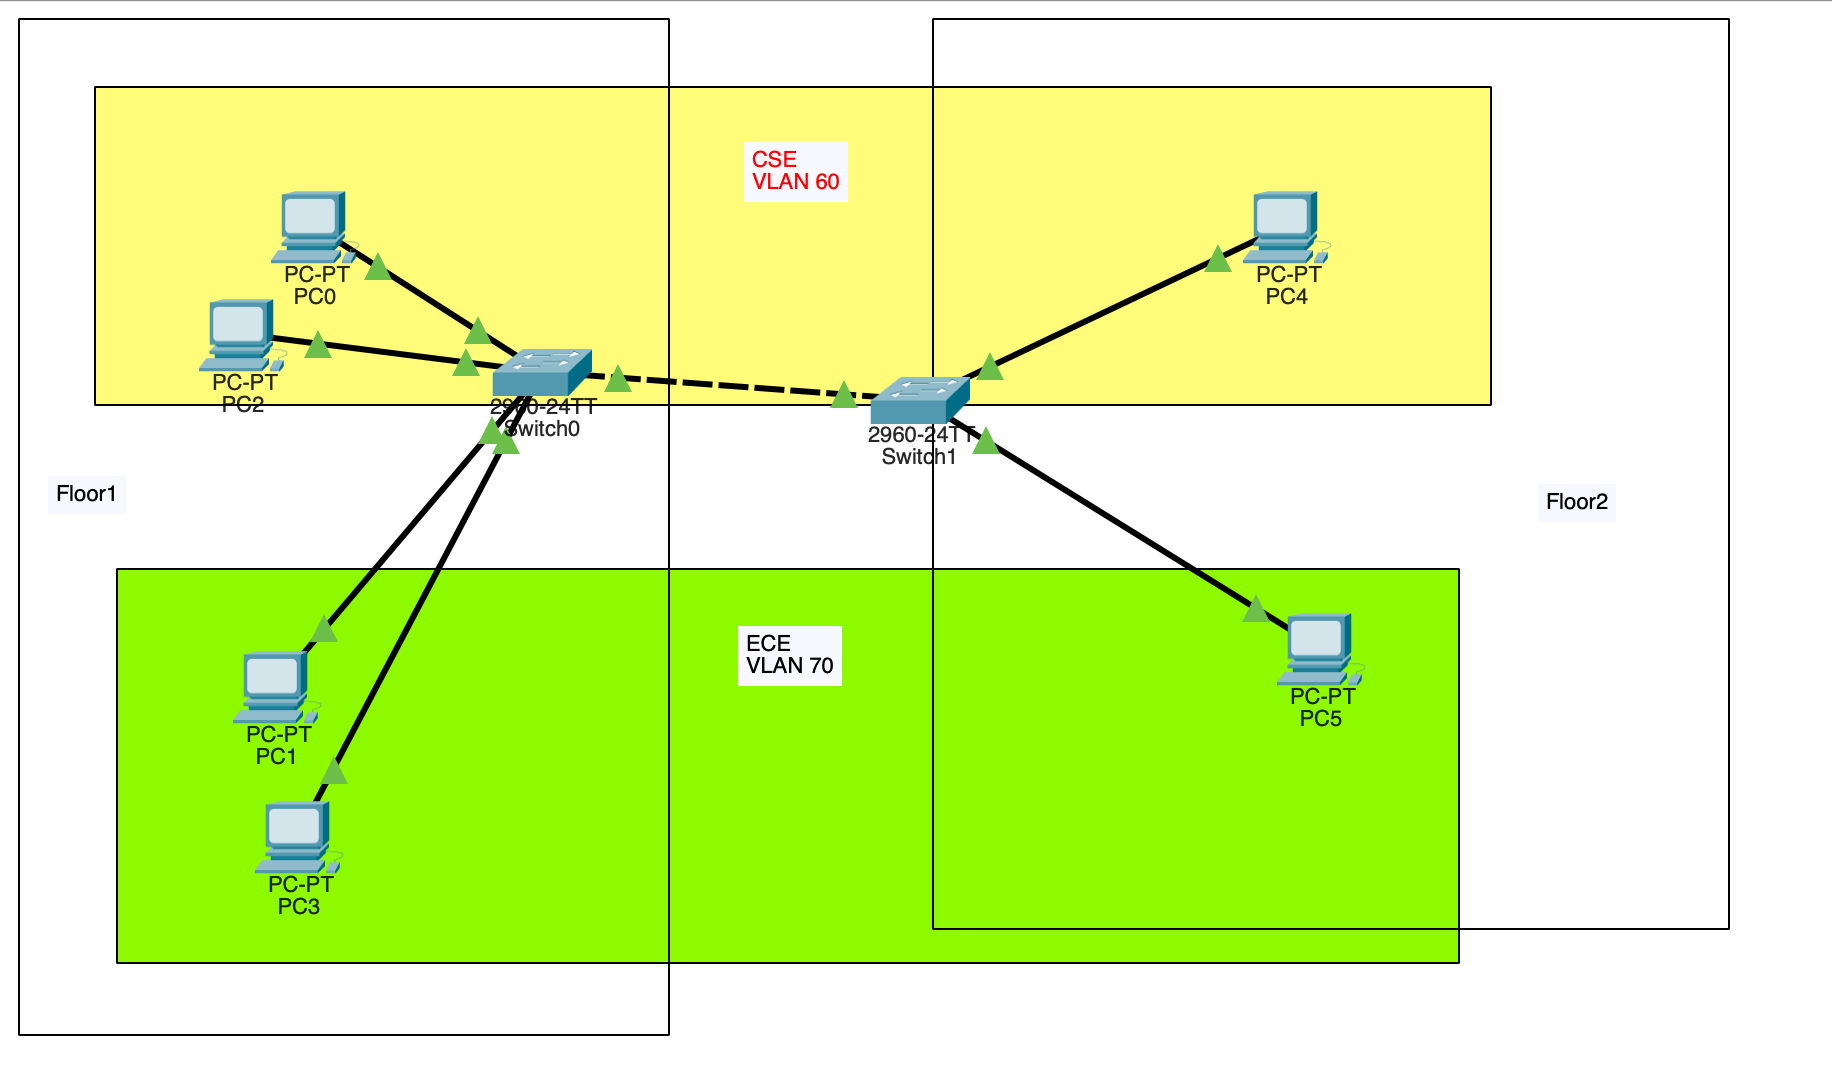 CSE
VLAN 60
PC-PT
PC0
PC-PT
PC4
PC-PT
PC2
2960-24TT
Switch0
2960-24TT
Switch1
Floor1
Floor2
ECE
VLAN 70
PC-PT
PC5
PC-PT
PC1
PC-PT
PC3